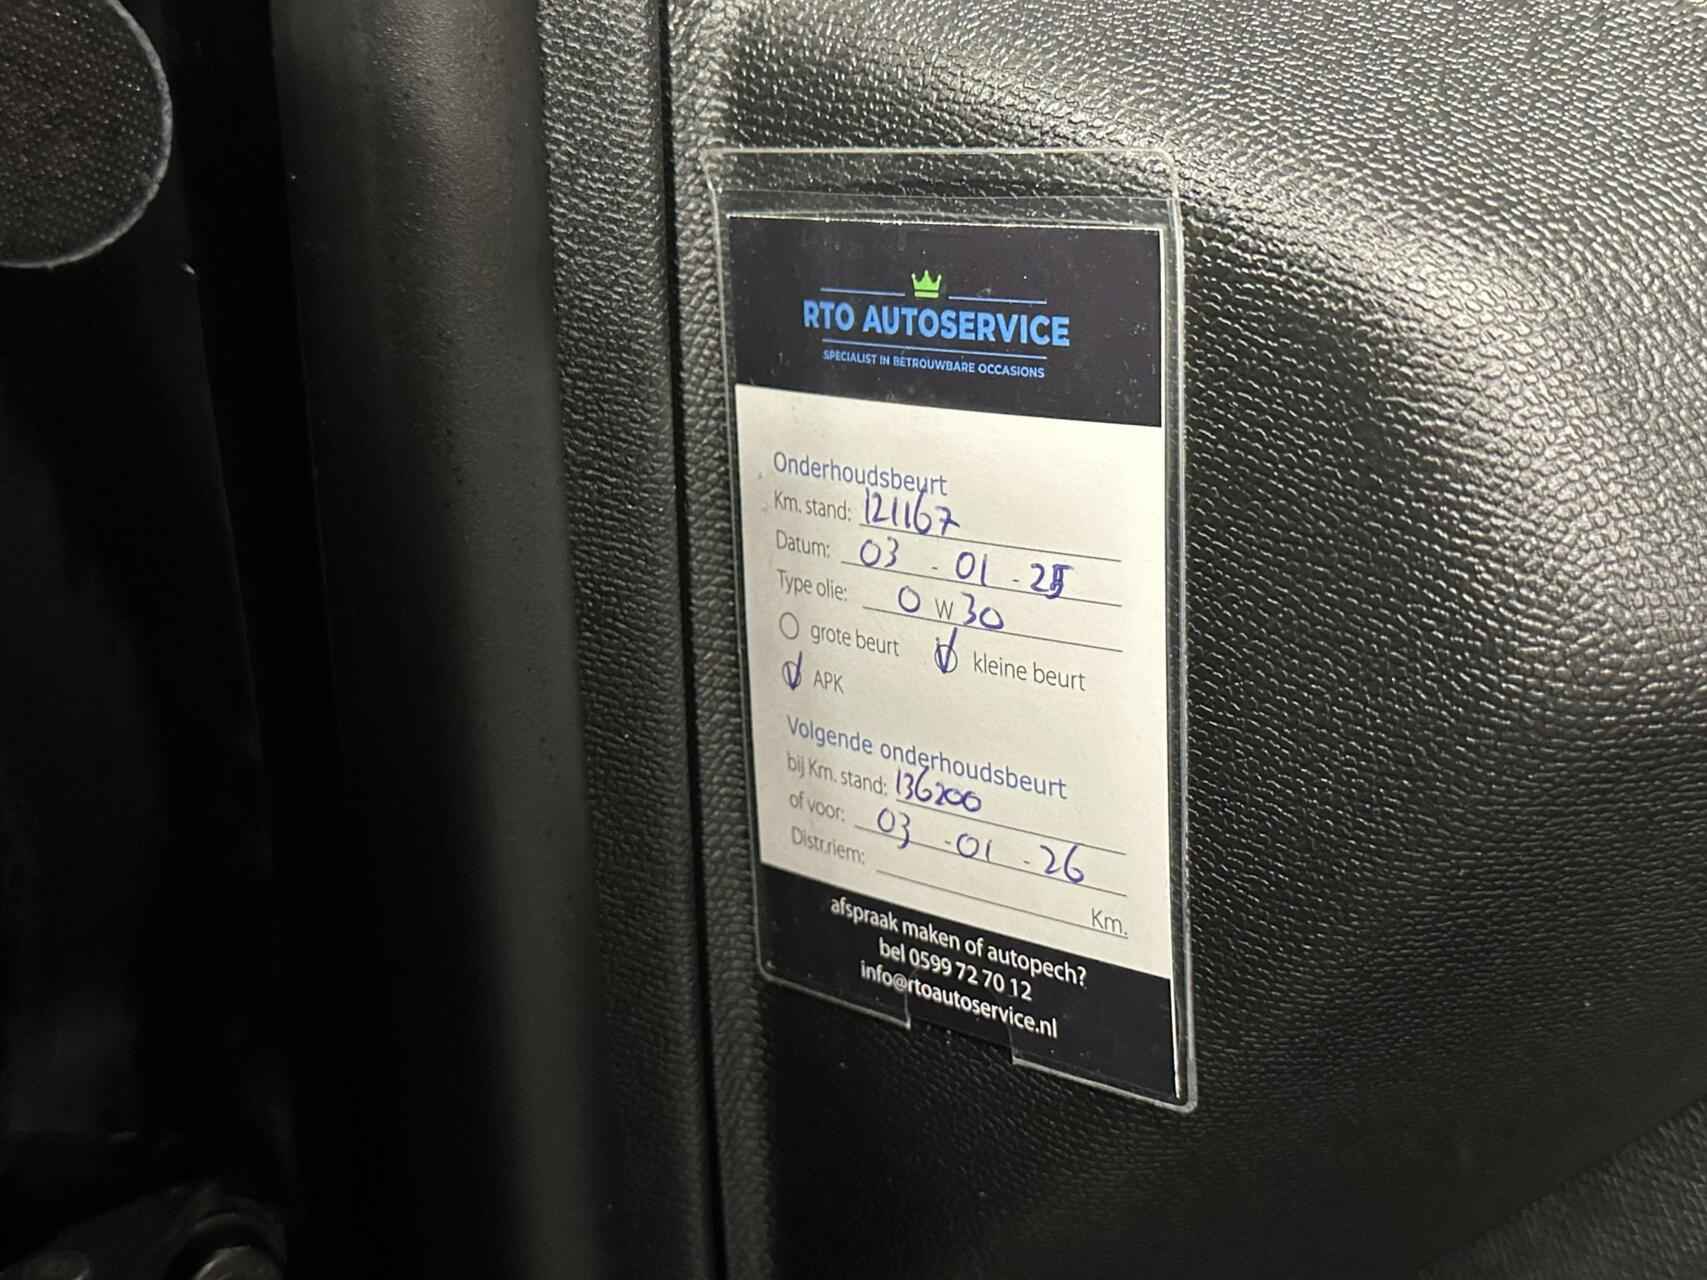 RTO AUTOSERVICE
SPECIALIST IN BETROUWBARE OCCASIONS
Onderhoudsbeurt
Km. stand: 121167
Datum: 03 - 01 - 25
Type olie: 0 W 30
grote beurt kleine beurt
APK
Volgende onderhoudsbeurt
bij Km. stand: 136200
of voor: 03 - 01 - 26
Distr.riem: Km.
afspraak maken of autopech?
bel 0599 72 70 12
info@rtoautoservice.nl